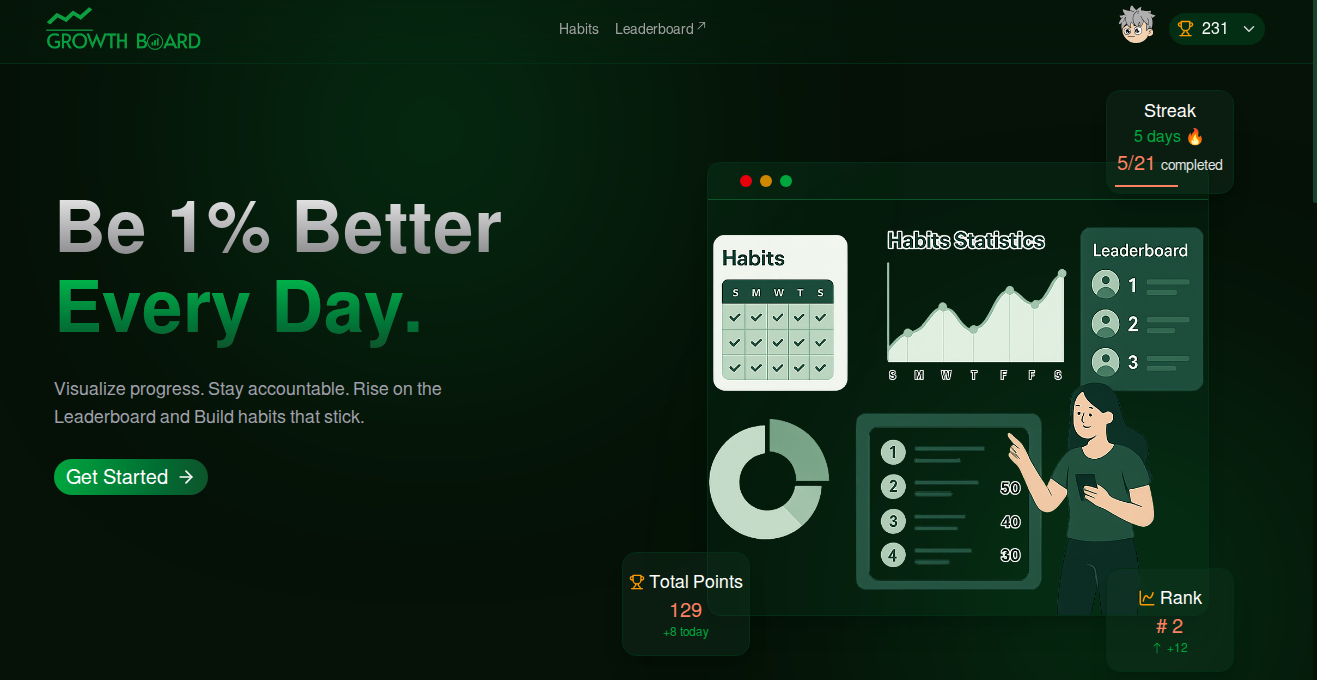 GROWTH BOARD
Habits
Leaderboard
231
Be 1% Better
Every Day.
Visualize progress. Stay accountable. Rise on the
Leaderboard and Build habits that stick.
Get Started →
Streak
5 days 🔥
5/21 completed
Habits
S M W T S
Habits Statistics
S M W T F F S
Leaderboard
1
2
3
1
2
50
3
40
4
30
Total Points
129
+8 today
Rank
# 2
↑ +12